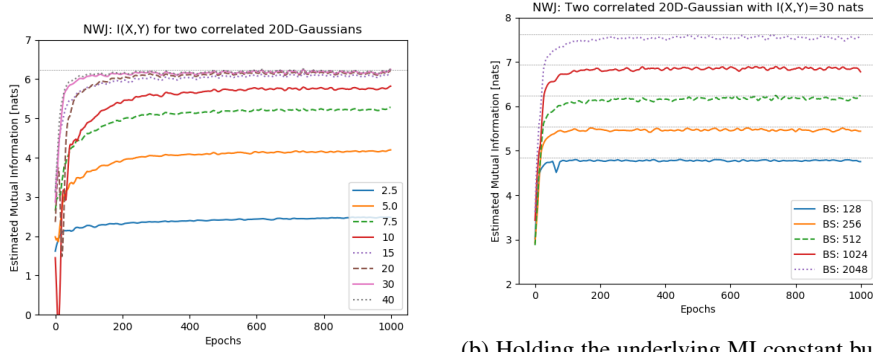 NWJ: I(X,Y) for two correlated 20D-Gaussians
Estimated Mutual Information [nats]
7
6
5
4
3
2
1
0
0
200
400
600
800
1000
Epochs
2.5
5.0
7.5
10
15
20
30
40
NWJ: Two correlated 20D-Gaussian with I(X,Y)=30 nats
Estimated Mutual Information [nats]
8
7
6
5
4
3
2
0
200
400
600
800
1000
Epochs
BS: 128
BS: 256
BS: 512
BS: 1024
BS: 2048
(b) Holding the underlying MI constant bu